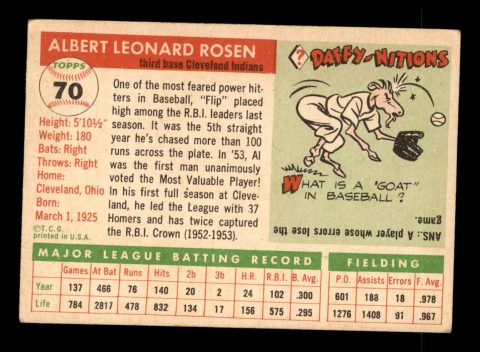 ALBERT LEONARD ROSEN
third base Cleveland Indians
TOPPS
70
Height: 5'10½"
Weight: 180
Bats: Right
Throws: Right
Home:
Cleveland, Ohio
Born:
March 1, 1925
©T.C.G.
printed in U.S.A.
One of the most feared power hit-
ters in Baseball, "Flip" placed
high among the R.B.I. leaders last
season. It was the 5th straight
year he's chased more than 100
runs across the plate. In '53, Al
was the first man unanimously
voted the Most Valuable Player!
In his first full season at Cleve-
land, he led the League with 37
Homers and has twice captured
the R.B.I. Crown (1952-1953).
?
DAFFY-NITIONS
WHAT IS A "GOAT"
IN BASEBALL?
ANS.: A player whose errors lose the
game.
MAJOR LEAGUE BATTING RECORD
Games At Bat Runs Hits 2b 3b H.R. R.B.I. B. Avg.
Year 137 466 76 140 20 2 24 102 .300
Life 784 2817 478 832 134 17 156 575 .295
FIELDING
P.O. Assists Errors F. Avg.
601 188 18 .978
1276 1408 91 .967